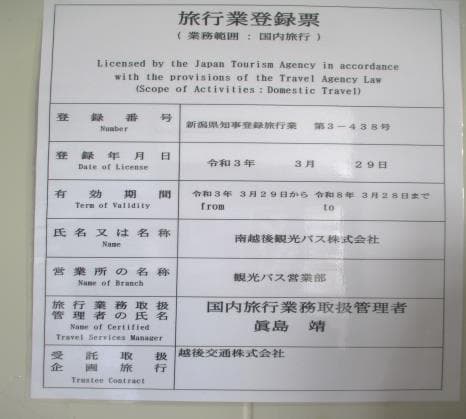 旅行業登録票
( 業務範囲 : 国内旅行 )
Licensed by the Japan Tourism Agency in accordance
with the provisions of the Travel Agency Law
(Scope of Activities : Domestic Travel)
登録番号
Number
新潟県知事登録旅行業 第3-438号
登録年月日
Date of License
令和3年 3月 29日
有効期間
Term of Validity
令和3年 3月29日から 令和8年 3月28日まで
from to
氏名又は名称
Name
南越後観光バス株式会社
営業所の名称
Name of Branch
観光バス営業部
旅行業務取扱
管理者の氏名
Name of Certified
Travel Services Manager
国内旅行業務取扱管理者
眞島 靖
受託取扱
企画旅行
Trustee Contract
越後交通株式会社